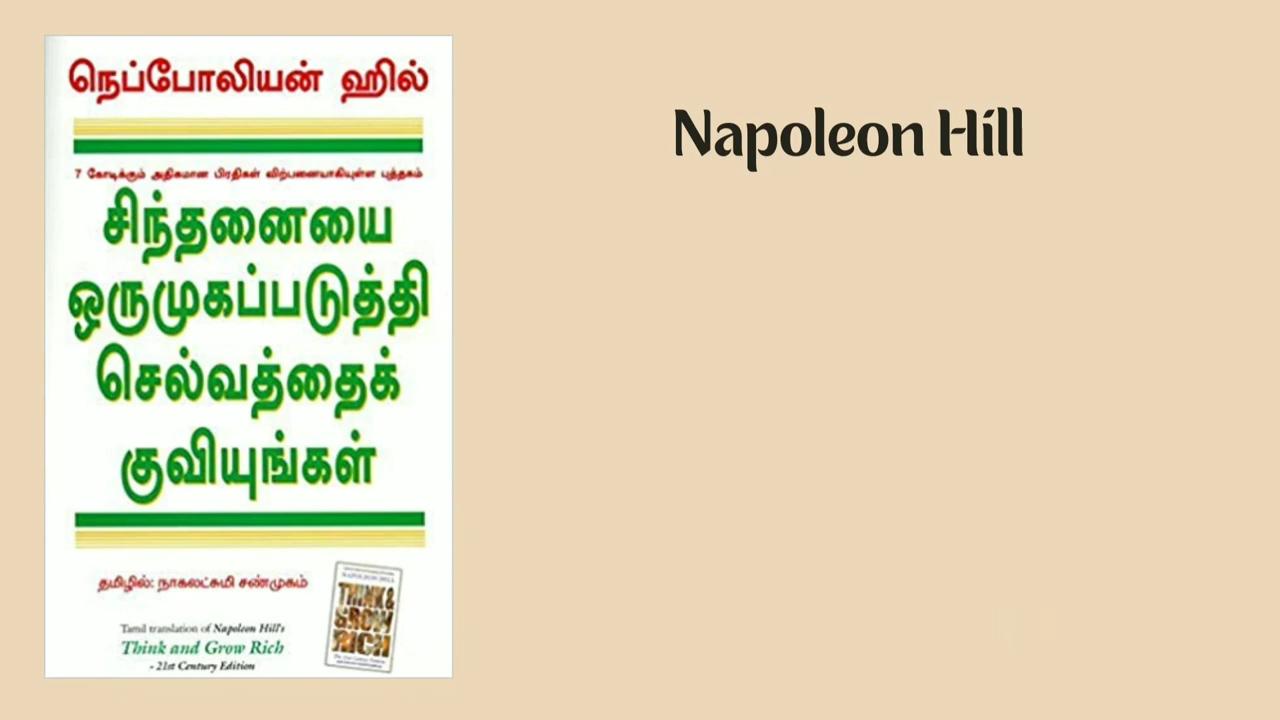 நெப்போலியன் ஹில்
7 கோடிக்கும் அதிகமான பிரதிகள் விற்பனையாகியுள்ள புத்தகம்
சிந்தனையை
ஒருமுகப்படுத்தி
செல்வத்தைக்
குவியுங்கள்
தமிழில்: நாகலட்சுமி சண்முகம்
Tamil translation of Napoleon Hill's
Think and Grow Rich
- 21st Century Edition
NAPOLEON HILL
THINK &
GROW
RICH
Napoleon Hill